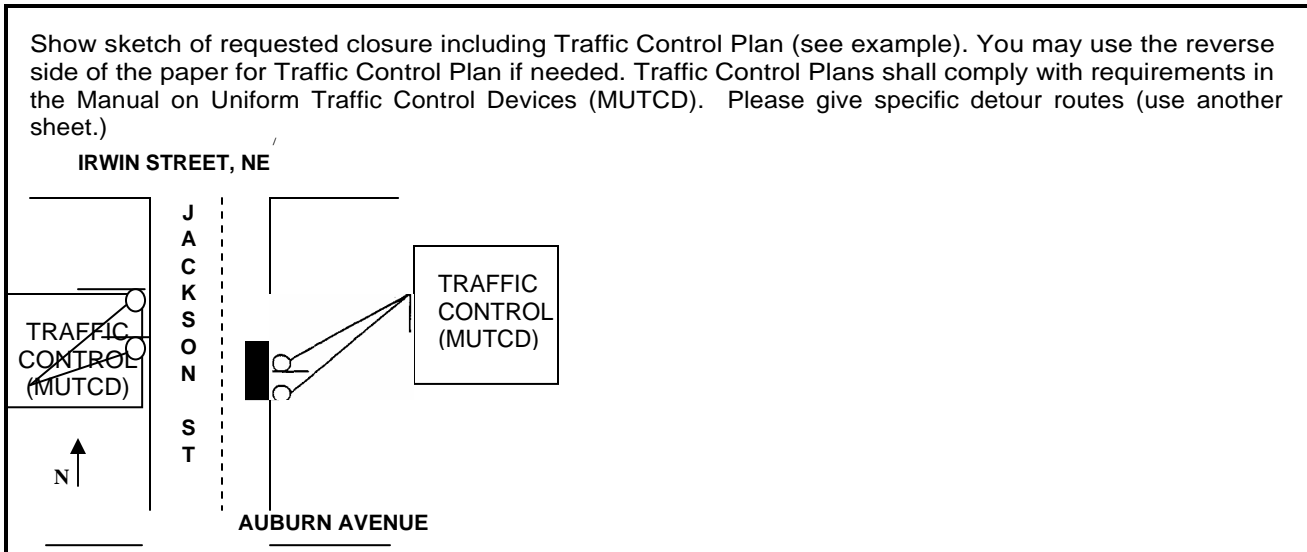 Show sketch of requested closure including Traffic Control Plan (see example). You may use the reverse
side of the paper for Traffic Control Plan if needed. Traffic Control Plans shall comply with requirements in
the Manual on Uniform Traffic Control Devices (MUTCD). Please give specific detour routes (use another
sheet.)
IRWIN STREET, NE
J
A
C
K
S
O
N
S
T
TRAFFIC
CONTROL
(MUTCD)
TRAFFIC
CONTROL
(MUTCD)
N
AUBURN AVENUE